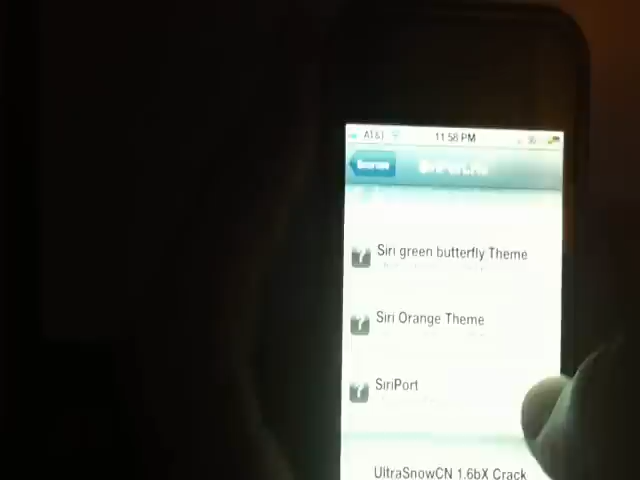 AT&T 11:58 PM
Siri green butterfly Theme
Siri Orange Theme
SiriPort
UltraSnowCN 1.6bX Crack